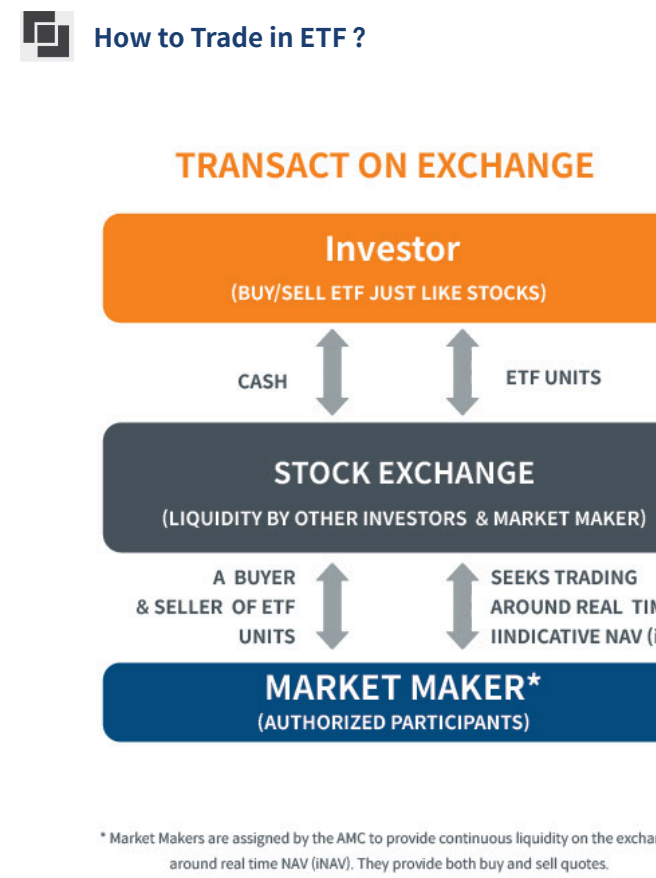 How to Trade in ETF ?
TRANSACT ON EXCHANGE
Investor
(BUY/SELL ETF JUST LIKE STOCKS)
CASH
ETF UNITS
STOCK EXCHANGE
(LIQUIDITY BY OTHER INVESTORS & MARKET MAKER)
A BUYER
& SELLER OF ETF
UNITS
SEEKS TRADING
AROUND REAL
IINDICATIVE NAV
MARKET MAKER*
(AUTHORIZED PARTICIPANTS)
* Market Makers are assigned by the AMC to provide continuous liquidity on the
around real time NAV (iNAV). They provide both buy and sell quotes.